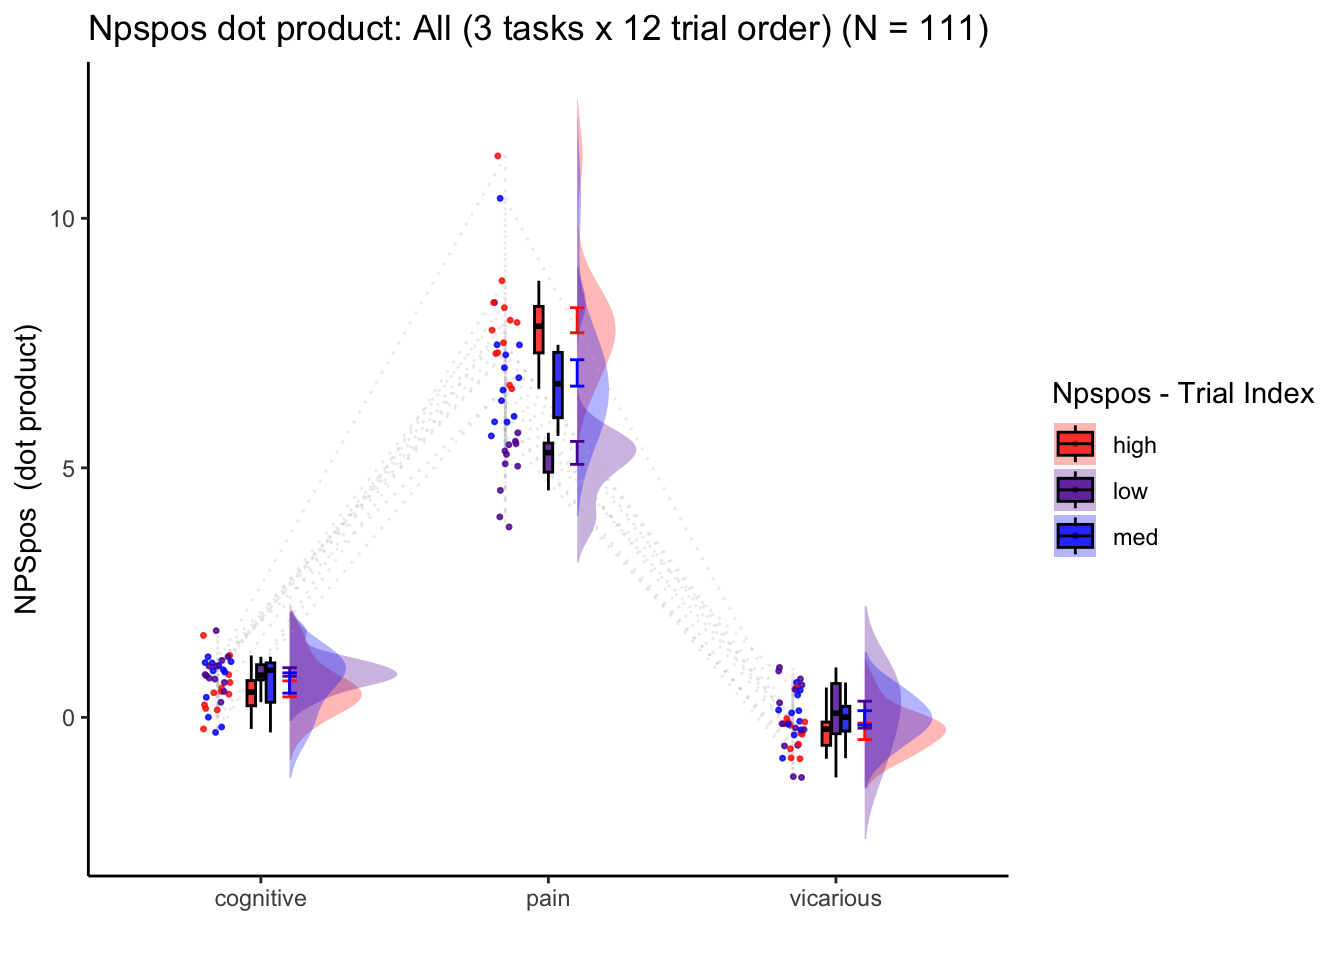 Npspos dot product: All (3 tasks x 12 trial order) (N = 111)
NPSpos  (dot product)
10
5
0
cognitive
pain
vicarious
Npspos - Trial Index
high
low
med